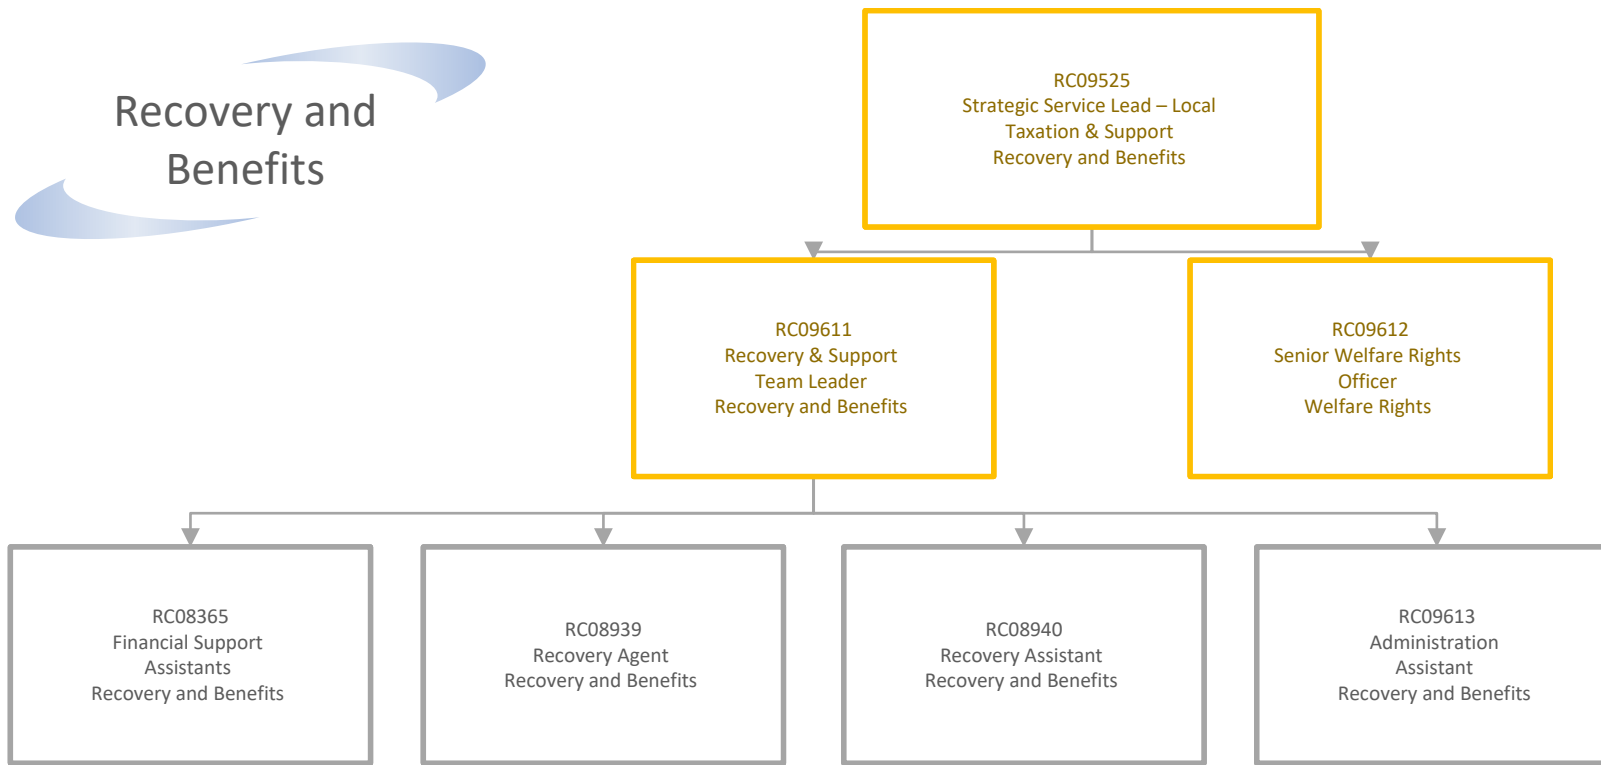 Recovery and
Benefits
RC09525
Strategic Service Lead – Local
Taxation & Support
Recovery and Benefits
RC09611
Recovery & Support
Team Leader
Recovery and Benefits
RC09612
Senior Welfare Rights
Officer
Welfare Rights
RC08365
Financial Support
Assistants
Recovery and Benefits
RC08939
Recovery Agent
Recovery and Benefits
RC08940
Recovery Assistant
Recovery and Benefits
RC09613
Administration
Assistant
Recovery and Benefits